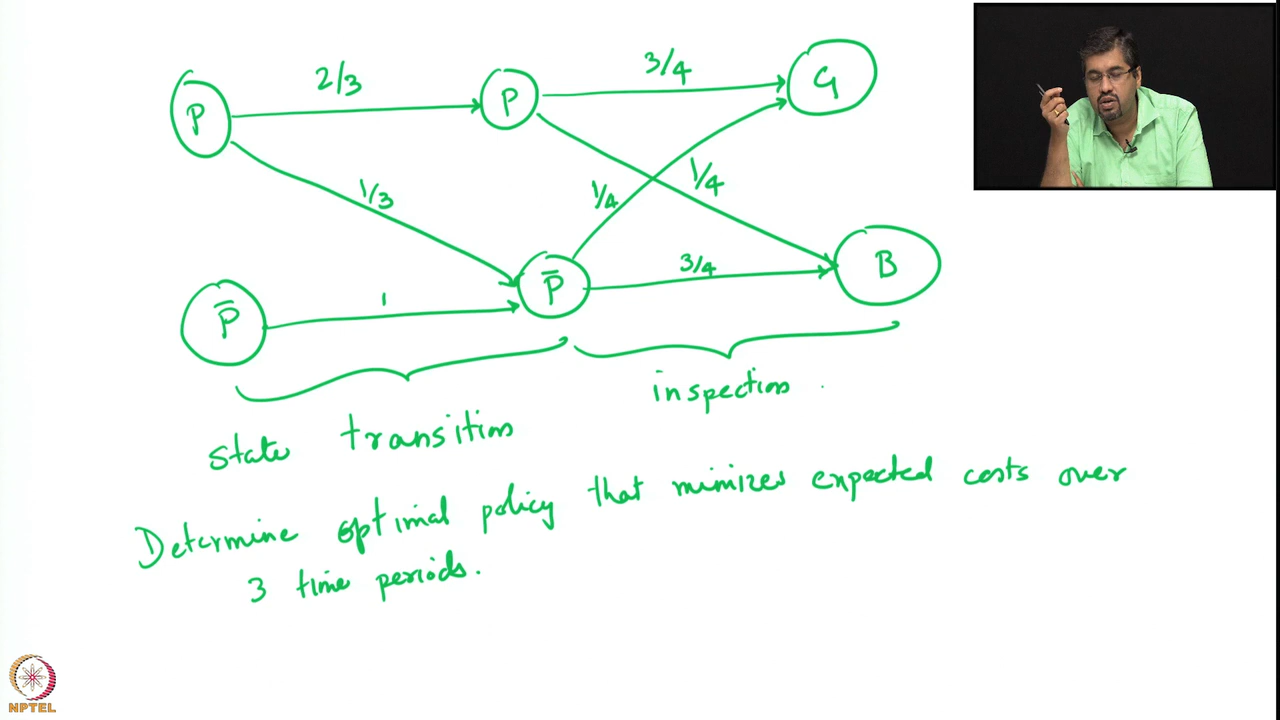 2/3
3/4
P
P
G
1/3
1/4
1/4
P̅
1
P̅
3/4
B
state transition
inspection
Determine optimal policy that minizes expected costs over
3 time periods.
NPTEL